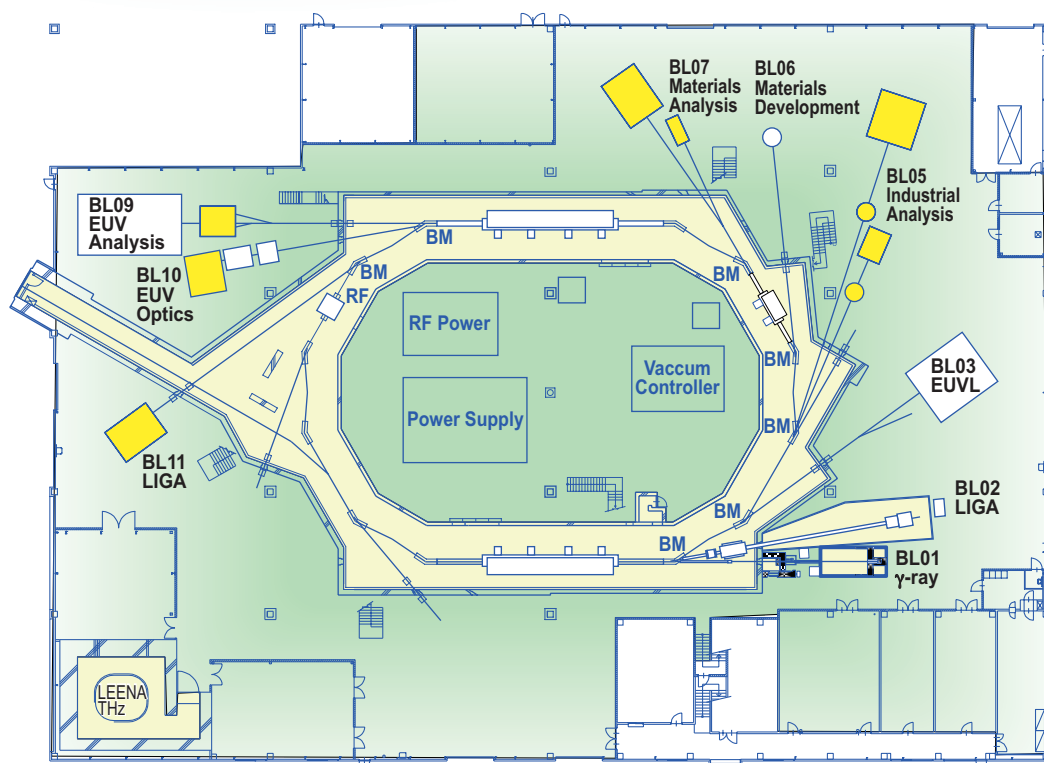 BL07
Materials
Analysis
BL06
Materials
Development
BL05
Industrial
Analysis
BL09
EUV
Analysis
BL10
EUV
Optics
BM
BM
RF
BM
RF Power
Vaccum
Controller
Power Supply
BM
BM
BL03
EUVL
BL11
LIGA
BL02
LIGA
BM
BM
BL01
γ-ray
LEENA
THz